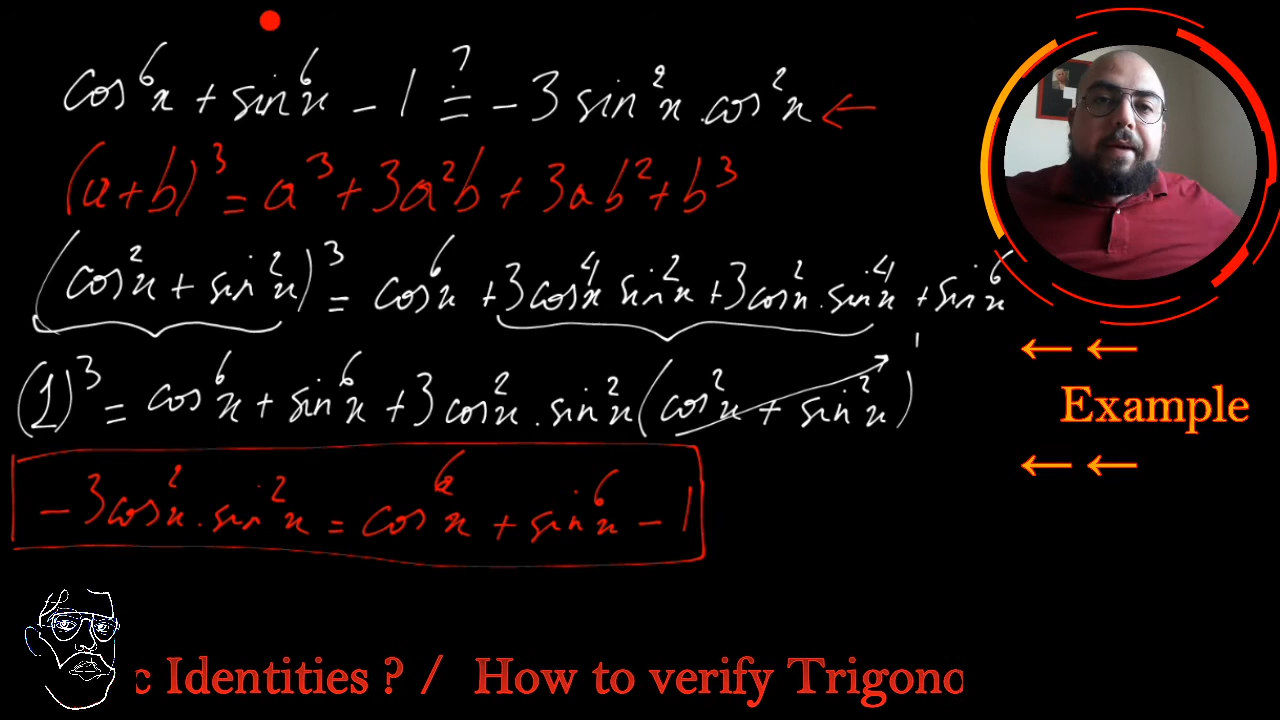 cos⁶x + sin⁶x - 1 ?= - 3 sin²x . cos²x ←
(a+b)³ = a³ + 3a²b + 3ab² + b³
(cos²x + sin²x)³ = cos⁶x + 3cos⁴x sin²x + 3cos²x . sin⁴x + sin⁶x
(1)³ = cos⁶x + sin⁶x + 3 cos²x . sin²x (cos²x + sin²x) 1
- 3cos²x . sin²x = cos⁶x + sin⁶x - 1
← ←
Example
← ←
c Identities ? / How to verify Trigono